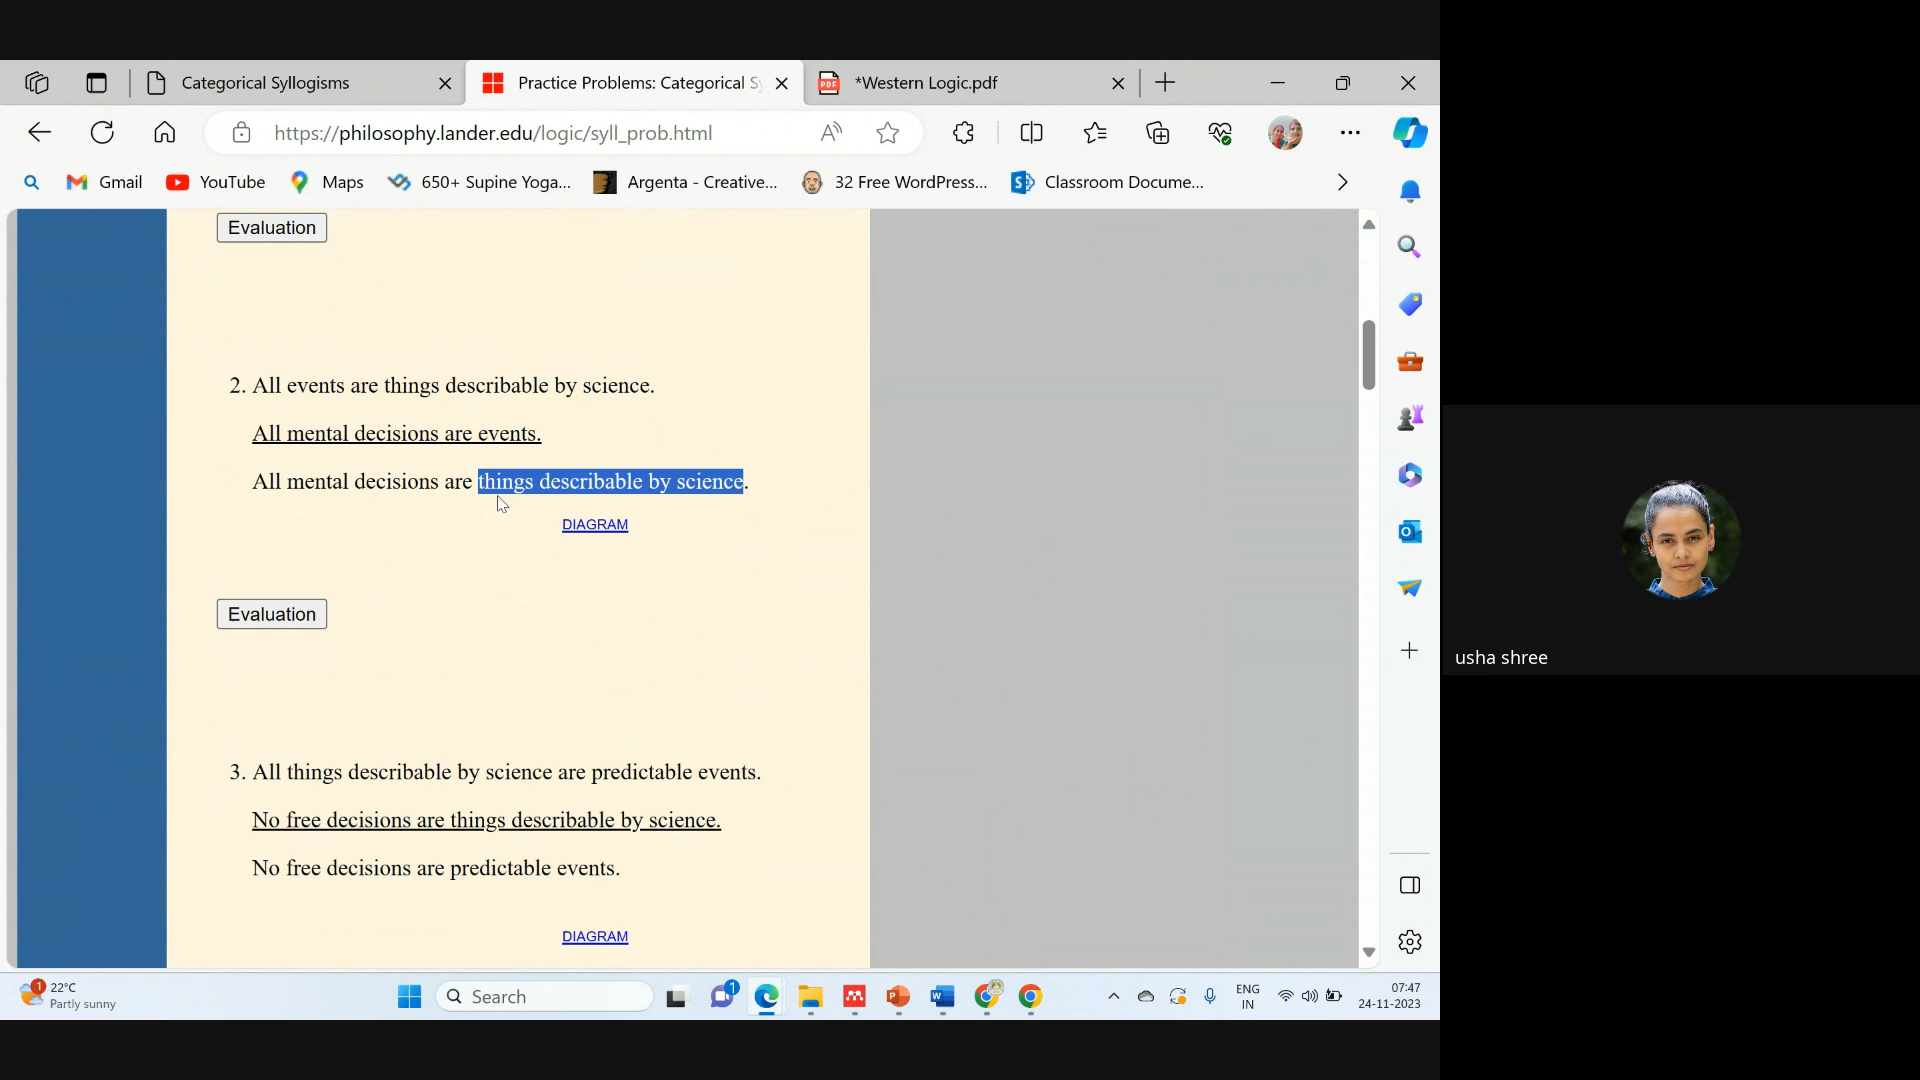 Categorical Syllogisms
Practice Problems: Categorical S
*Western Logic.pdf
https://philosophy.lander.edu/logic/syll_prob.html
Gmail
YouTube
Maps
650+ Supine Yoga...
Argenta - Creative...
32 Free WordPress...
Classroom Docume...
Evaluation
2. All events are things describable by science.
All mental decisions are events.
All mental decisions are things describable by science.
DIAGRAM
Evaluation
3. All things describable by science are predictable events.
No free decisions are things describable by science.
No free decisions are predictable events.
DIAGRAM
usha shree
1
22°C
Partly sunny
Search
1
ENG
IN
07:47
24-11-2023